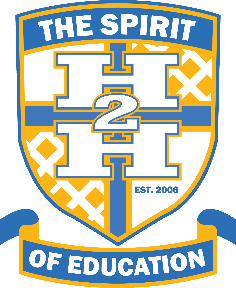 THE SPIRIT
H
2
H
EST. 2006
OF EDUCATION